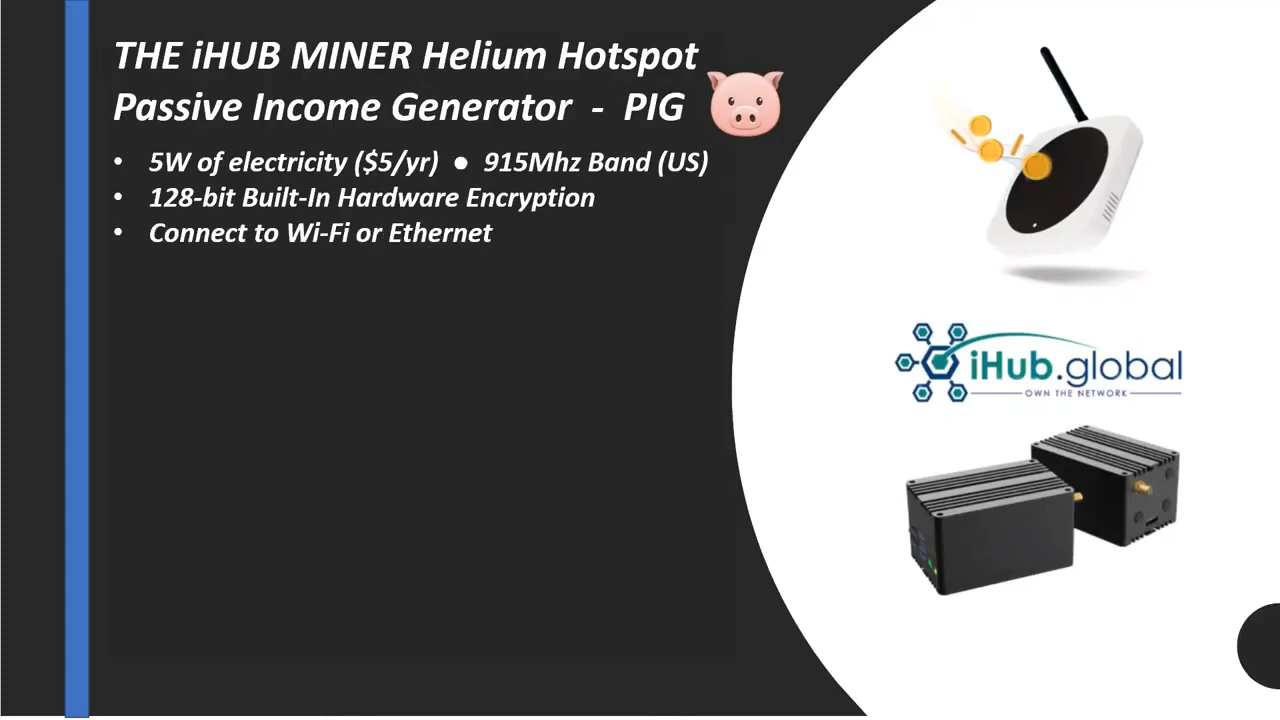 THE iHUB MINER Helium Hotspot
Passive Income Generator - PIG
• 5W of electricity ($5/yr) ● 915Mhz Band (US)
• 128-bit Built-In Hardware Encryption
• Connect to Wi-Fi or Ethernet
iHub.global
OWN THE NETWORK